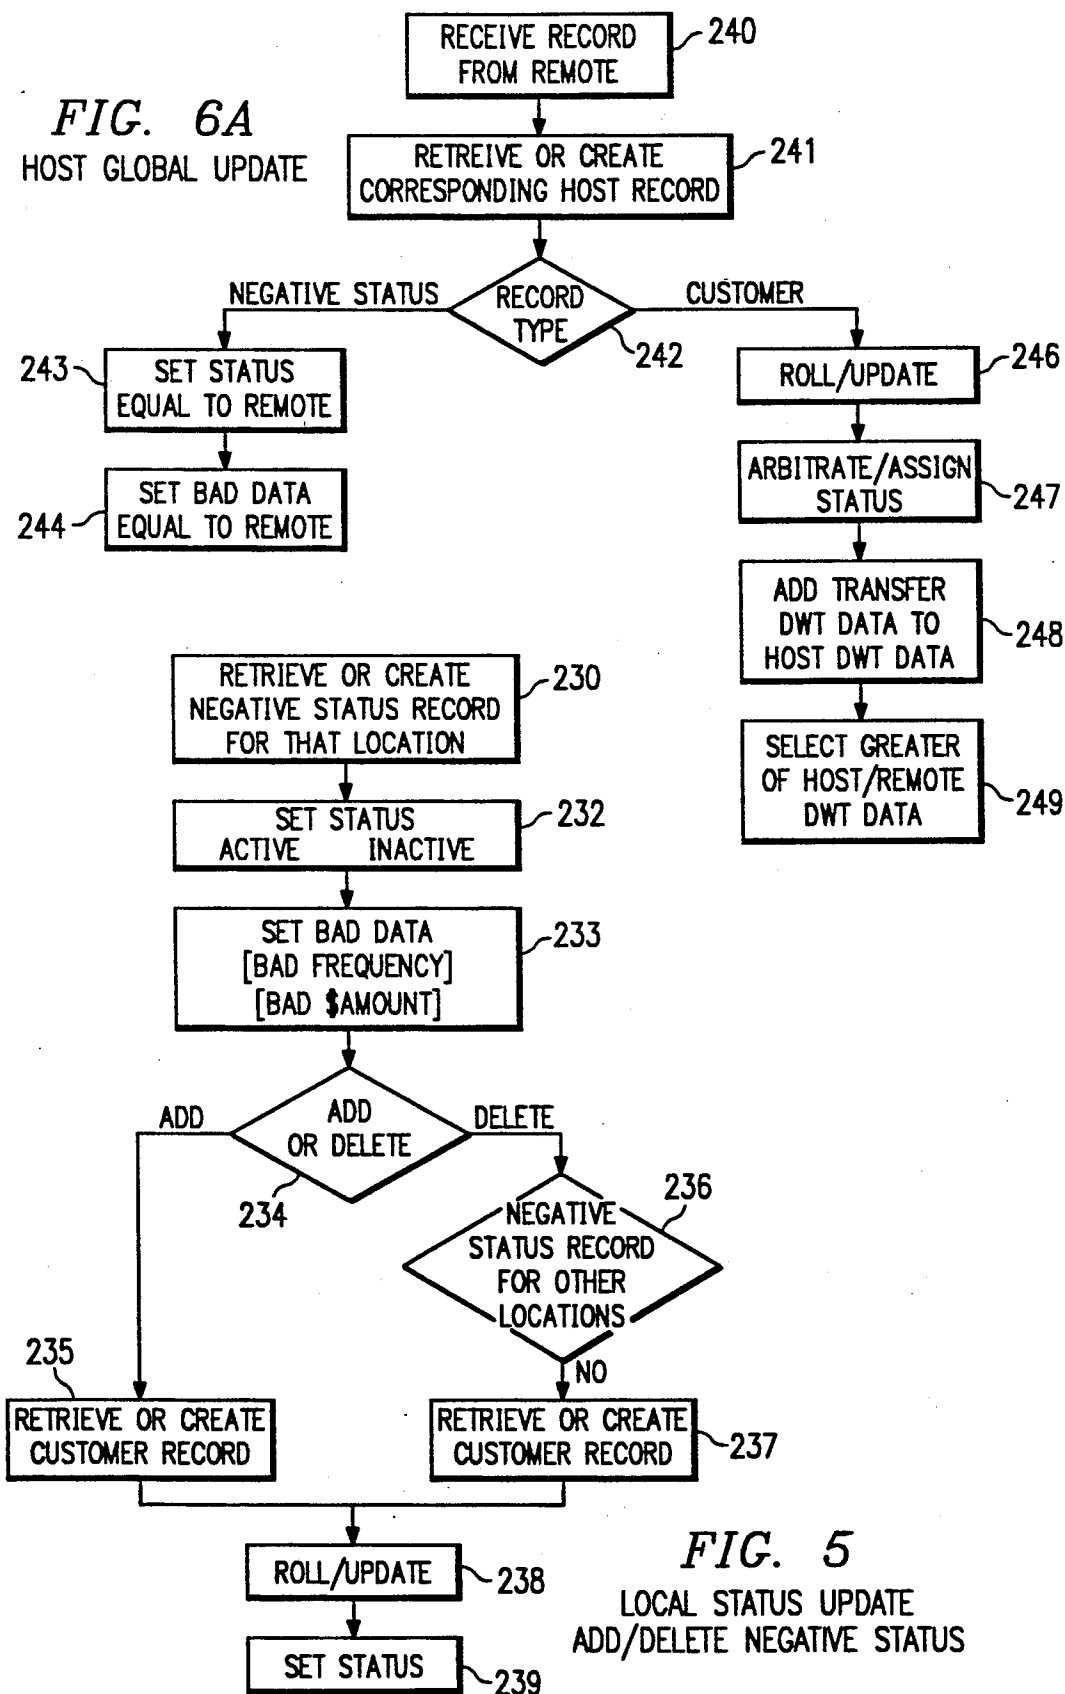 RECEIVE RECORD
FROM REMOTE
240
FIG. 6A
HOST GLOBAL UPDATE
RETREIVE OR CREATE
CORRESPONDING HOST RECORD
241
NEGATIVE STATUS
RECORD
TYPE
242
CUSTOMER
243
SET STATUS
EQUAL TO REMOTE
244
SET BAD DATA
EQUAL TO REMOTE
ROLL/UPDATE
246
ARBITRATE/ASSIGN
STATUS
247
ADD TRANSFER
DWT DATA TO
HOST DWT DATA
248
SELECT GREATER
OF HOST/REMOTE
DWT DATA
249
RETRIEVE OR CREATE
NEGATIVE STATUS RECORD
FOR THAT LOCATION
230
SET STATUS
ACTIVE INACTIVE
232
SET BAD DATA
[BAD FREQUENCY]
[BAD $AMOUNT]
233
ADD
ADD
OR DELETE
234
DELETE
NEGATIVE
STATUS RECORD
FOR OTHER
LOCATIONS
236
NO
235
RETRIEVE OR CREATE
CUSTOMER RECORD
RETRIEVE OR CREATE
CUSTOMER RECORD
237
ROLL/UPDATE
238
SET STATUS
239
FIG. 5
LOCAL STATUS UPDATE
ADD/DELETE NEGATIVE STATUS